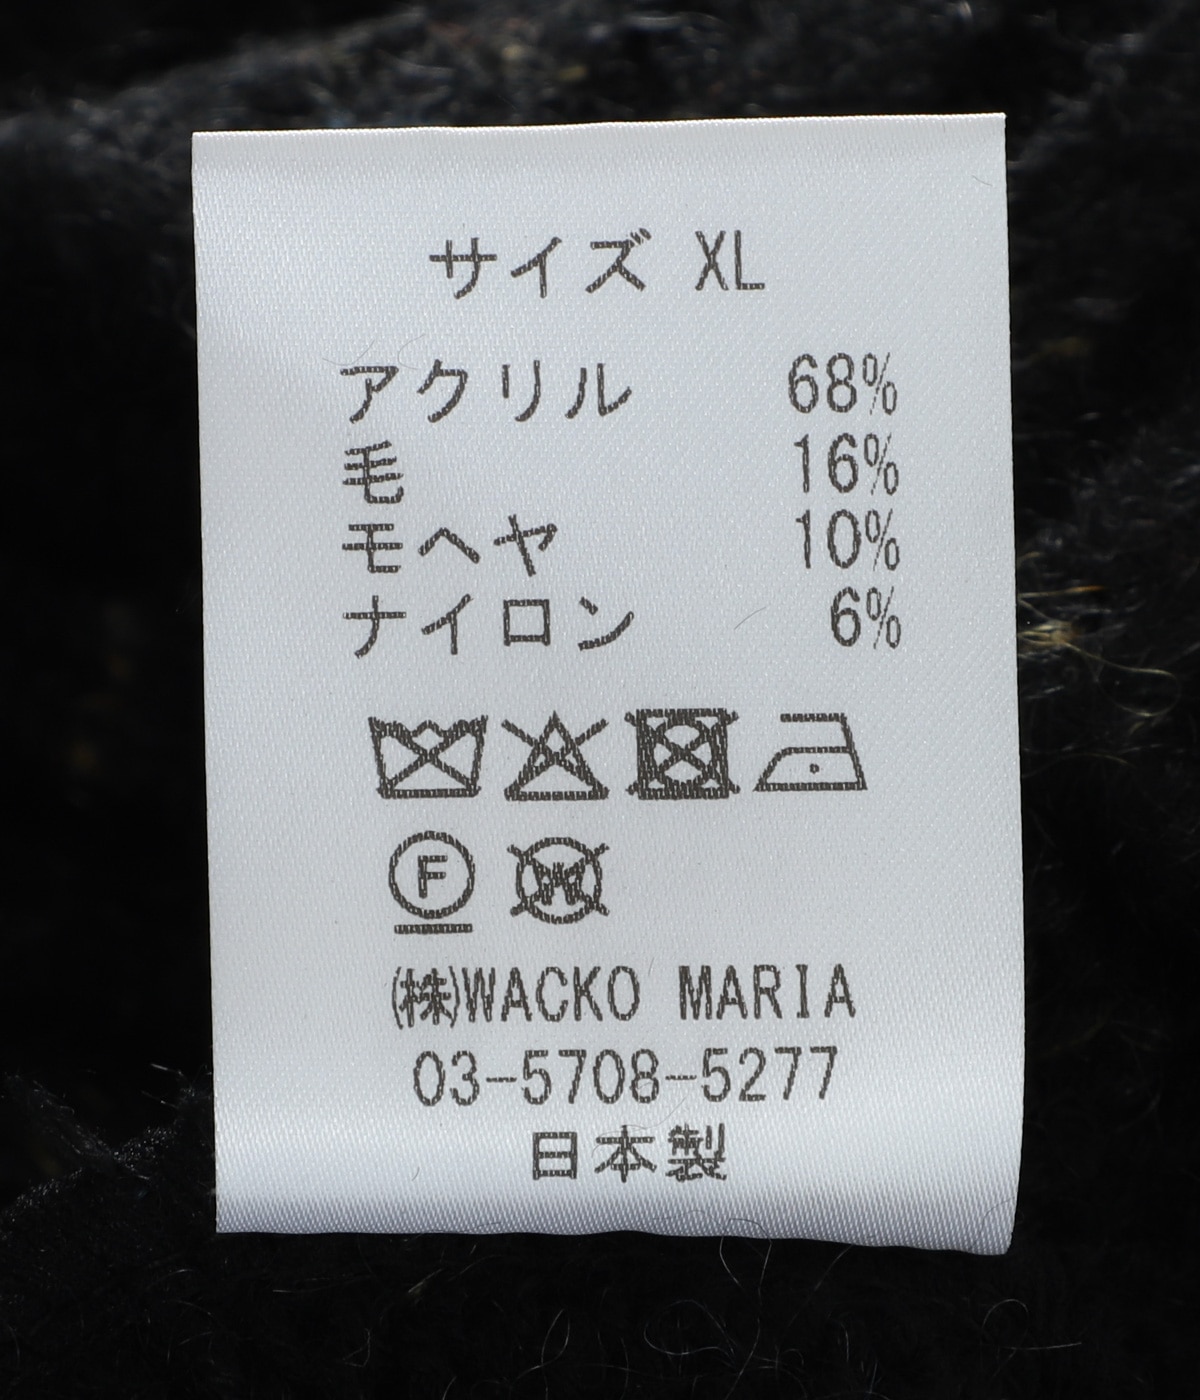 サイズ XL
アクリル 68%
毛 16%
モヘヤ 10%
ナイロン 6%
F W
㈱WACKO MARIA
03-5708-5277
日本製